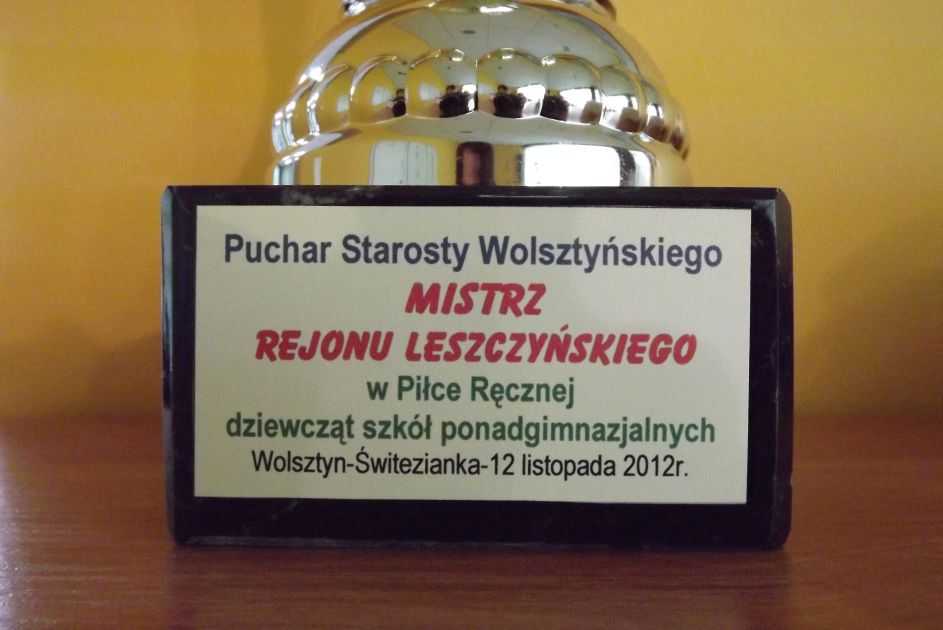 Puchar Starosty Wolsztyńskiego
MISTRZ
REJONU LESZCZYŃSKIEGO
w Piłce Ręcznej
dziewcząt szkół ponadgimnazjalnych
Wolsztyn-Świtezianka-12 listopada 2012r.